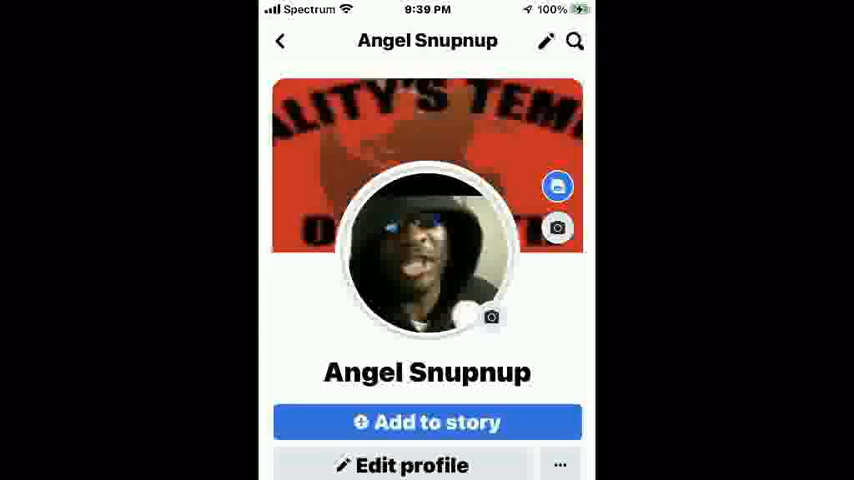 Spectrum 9:39 PM 100%
Angel Snupnup
ALITY'S TEM
Angel Snupnup
Add to story
Edit profile